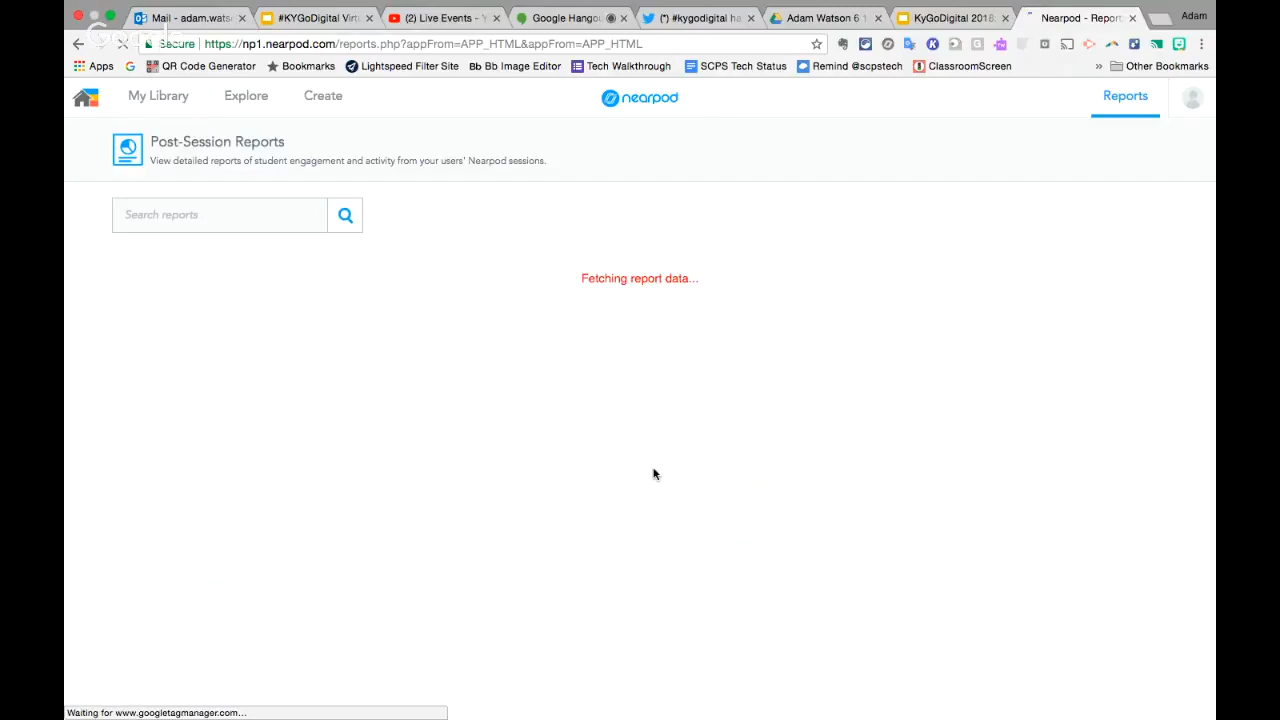 Mail - adam.wats
#KYGoDigital Virt
(2) Live Events - Y
Google Hangou
(*) #kygodigital ha
Adam Watson 6 1
KyGoDigital 2018
Nearpod - Report
Adam
Google
Secure
https://np1.nearpod.com/reports.php?appFrom=APP_HTML&appFrom=APP_HTML
Apps
G
QR Code Generator
Bookmarks
Lightspeed Filter Site
Bb Bb Image Editor
Tech Walkthrough
SCPS Tech Status
Remind @scpstech
ClassroomScreen
»
Other Bookmarks
My Library
Explore
Create
nearpod
Reports
Post-Session Reports
View detailed reports of student engagement and activity from your users' Nearpod sessions.
Search reports
Fetching report data...
Waiting for www.googletagmanager.com...